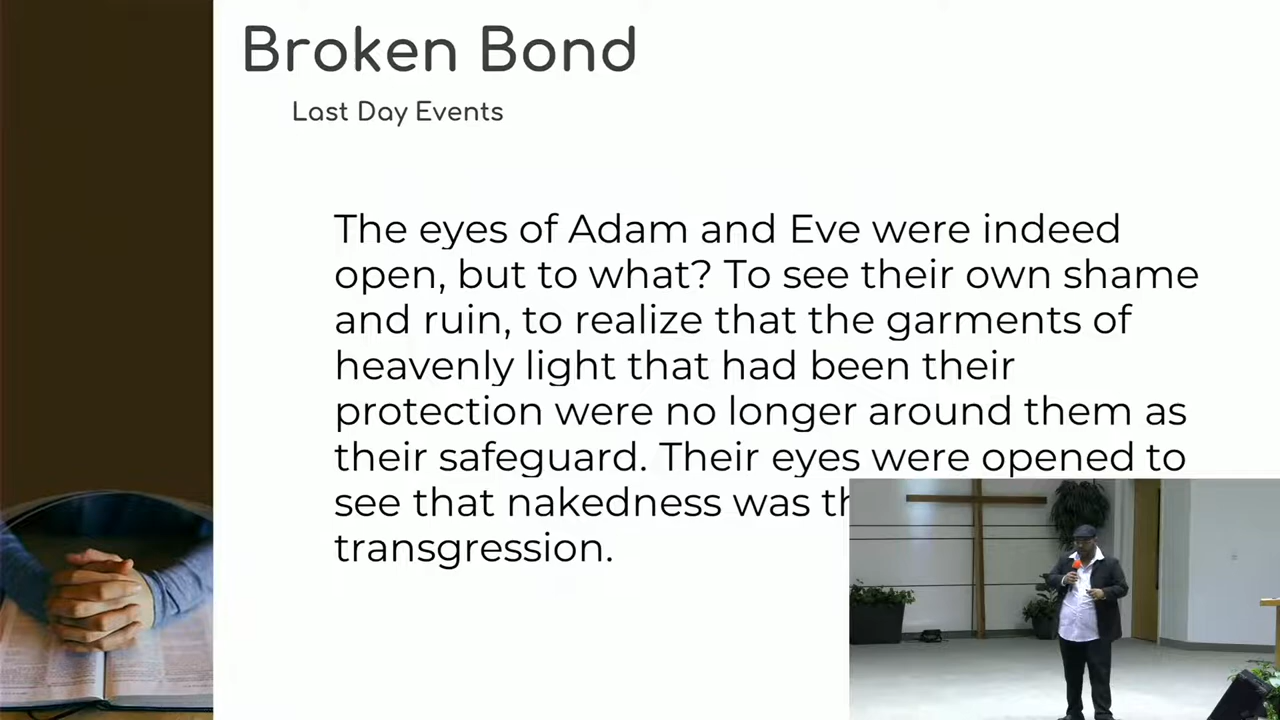 Broken Bond
Last Day Events
The eyes of Adam and Eve were indeed
open, but to what? To see their own shame
and ruin, to realize that the garments of
heavenly light that had been their
protection were no longer around them as
their safeguard. Their eyes were opened to
see that nakedness was
transgression.